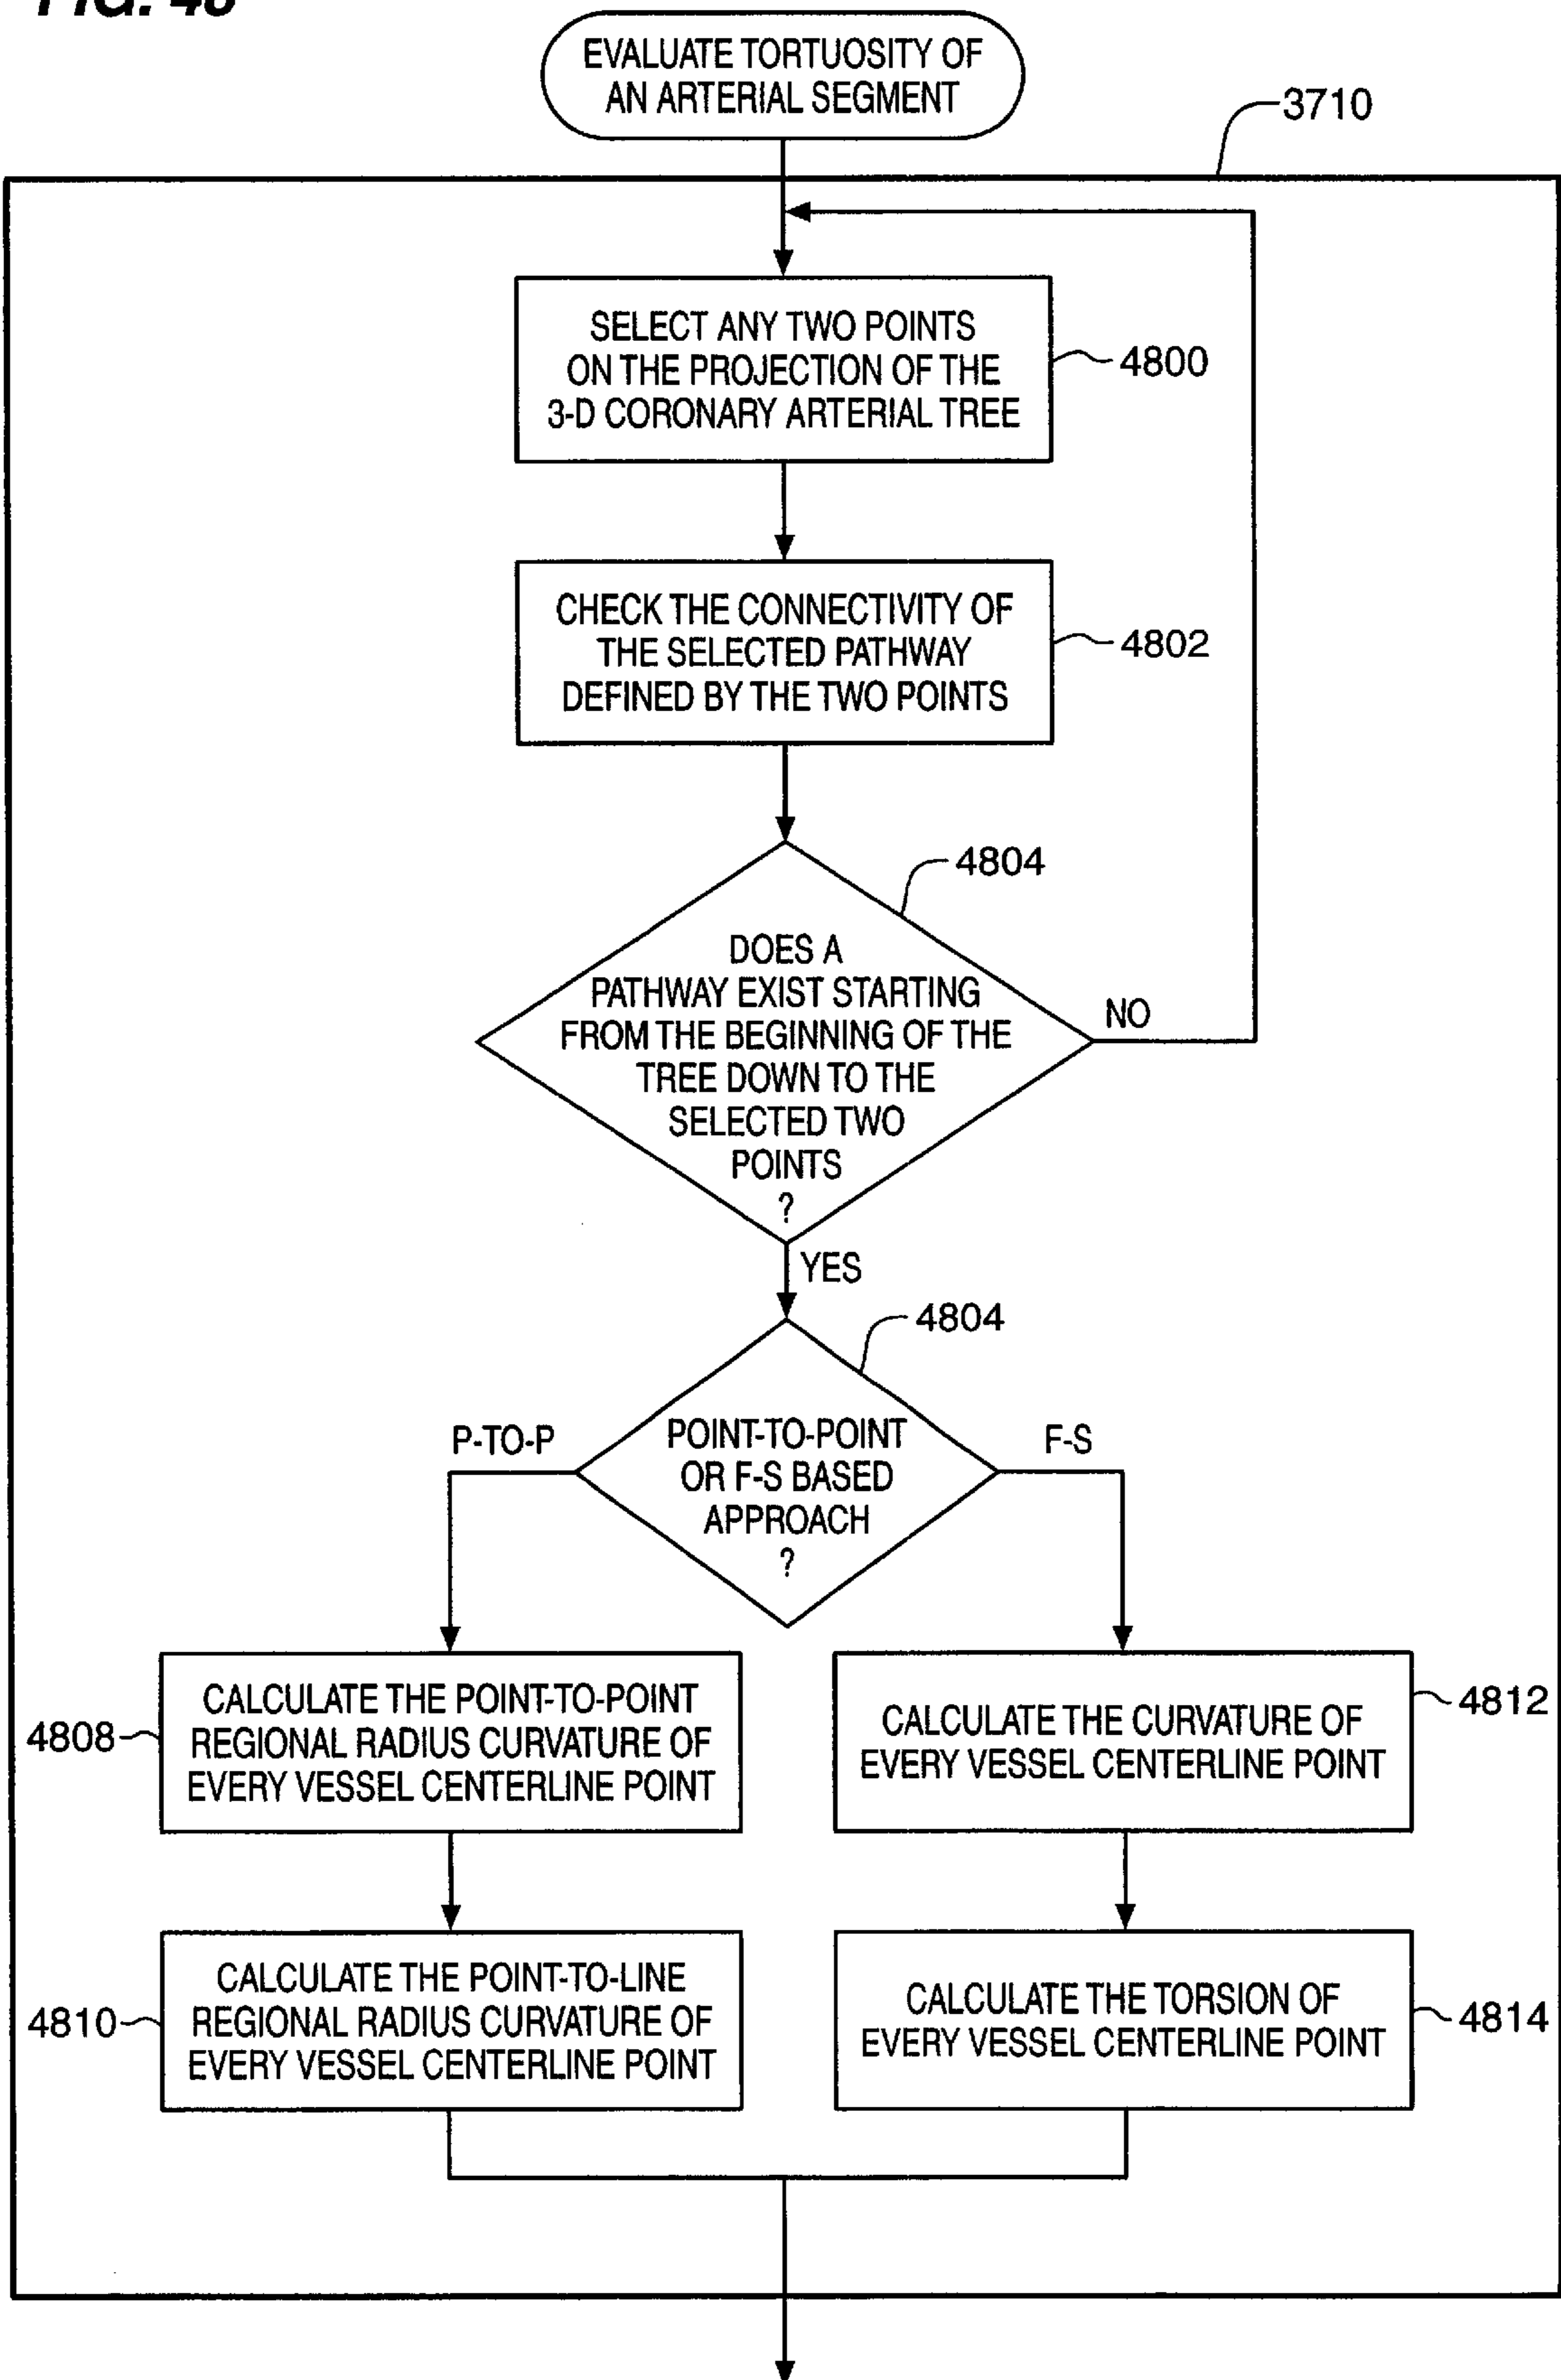 FIG. 48
EVALUATE TORTUOSITY OF
AN ARTERIAL SEGMENT
3710
SELECT ANY TWO POINTS
ON THE PROJECTION OF THE
3-D CORONARY ARTERIAL TREE
4800
CHECK THE CONNECTIVITY OF
THE SELECTED PATHWAY
DEFINED BY THE TWO POINTS
4802
4804
DOES A
PATHWAY EXIST STARTING
FROM THE BEGINNING OF THE
TREE DOWN TO THE
SELECTED TWO
POINTS
?
NO
YES
4804
POINT-TO-POINT
OR F-S BASED
APPROACH
?
P-TO-P
F-S
4808
CALCULATE THE POINT-TO-POINT
REGIONAL RADIUS CURVATURE OF
EVERY VESSEL CENTERLINE POINT
CALCULATE THE CURVATURE OF
EVERY VESSEL CENTERLINE POINT
4812
4810
CALCULATE THE POINT-TO-LINE
REGIONAL RADIUS CURVATURE OF
EVERY VESSEL CENTERLINE POINT
CALCULATE THE TORSION OF
EVERY VESSEL CENTERLINE POINT
4814